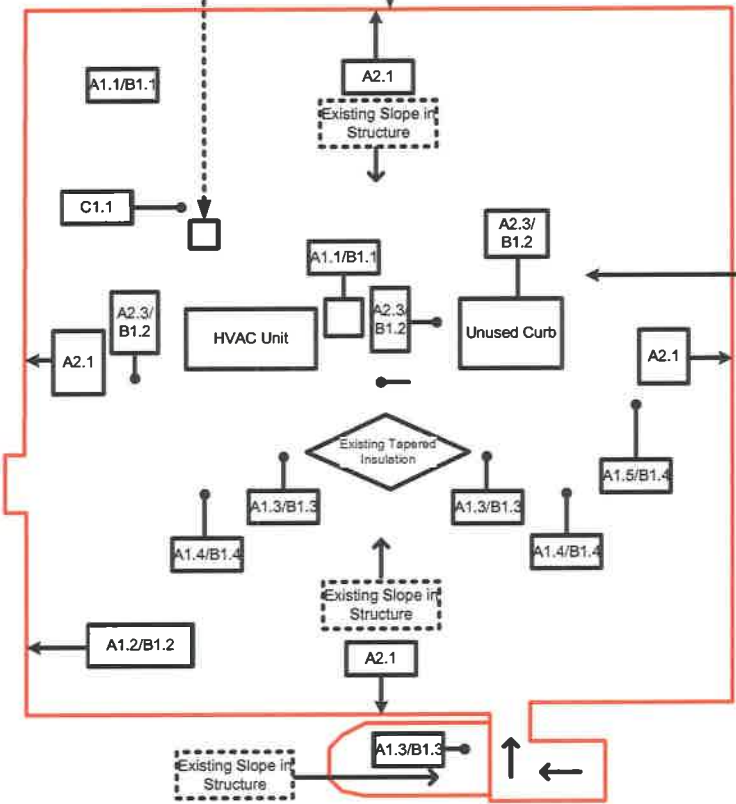 A2.1
A1.1/B1.1
Existing Slope in
Structure
C1.1
A2.3/
B1.2
A1.1/B1.1
A2.3/
B1.2
A2.3/
B1.2
HVAC Unit
Unused Curb
A2.1
A2.1
Existing Tapered
Insulation
A1.5/B1.4
A1.3/B1.3
A1.3/B1.3
A1.4/B1.4
A1.4/B1.4
Existing Slope in
Structure
A1.2/B1.2
A2.1
A1.3/B1.3
Existing Slope in
Structure